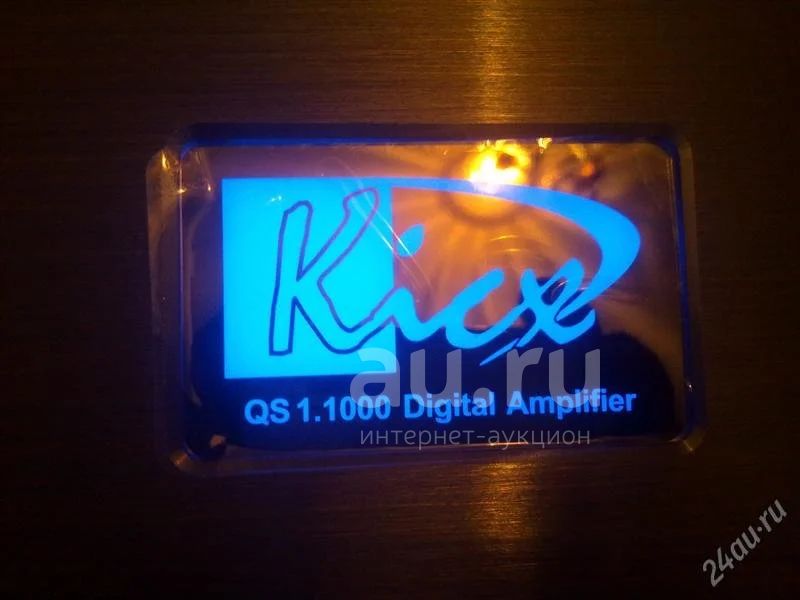 Kicx
au.ru
QS 1.1000 Digital Amplifier
интернет-аукцион
24au.ru